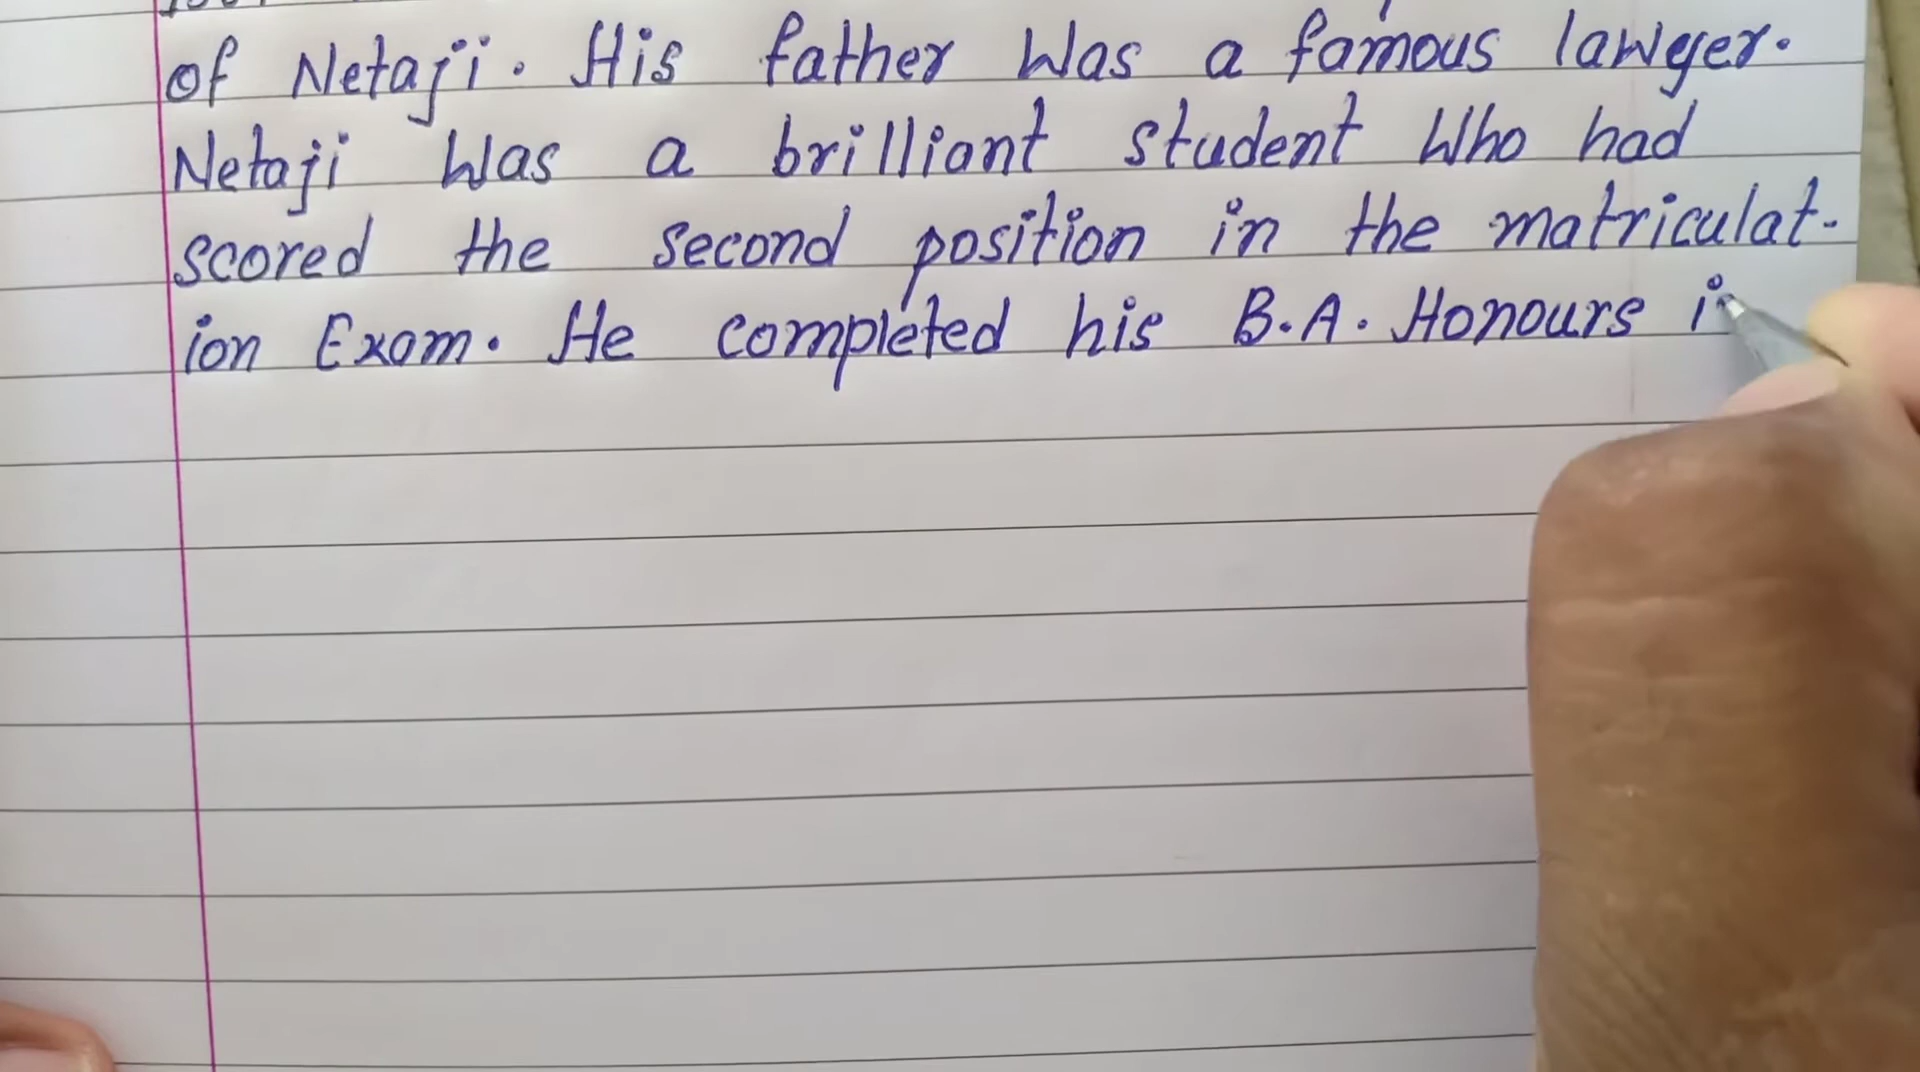 of Netaji. His father was a famous lawyer.
Netaji was a brilliant student who had
scored the second position in the matriculat-
ion Exam. He completed his B.A. Honours i